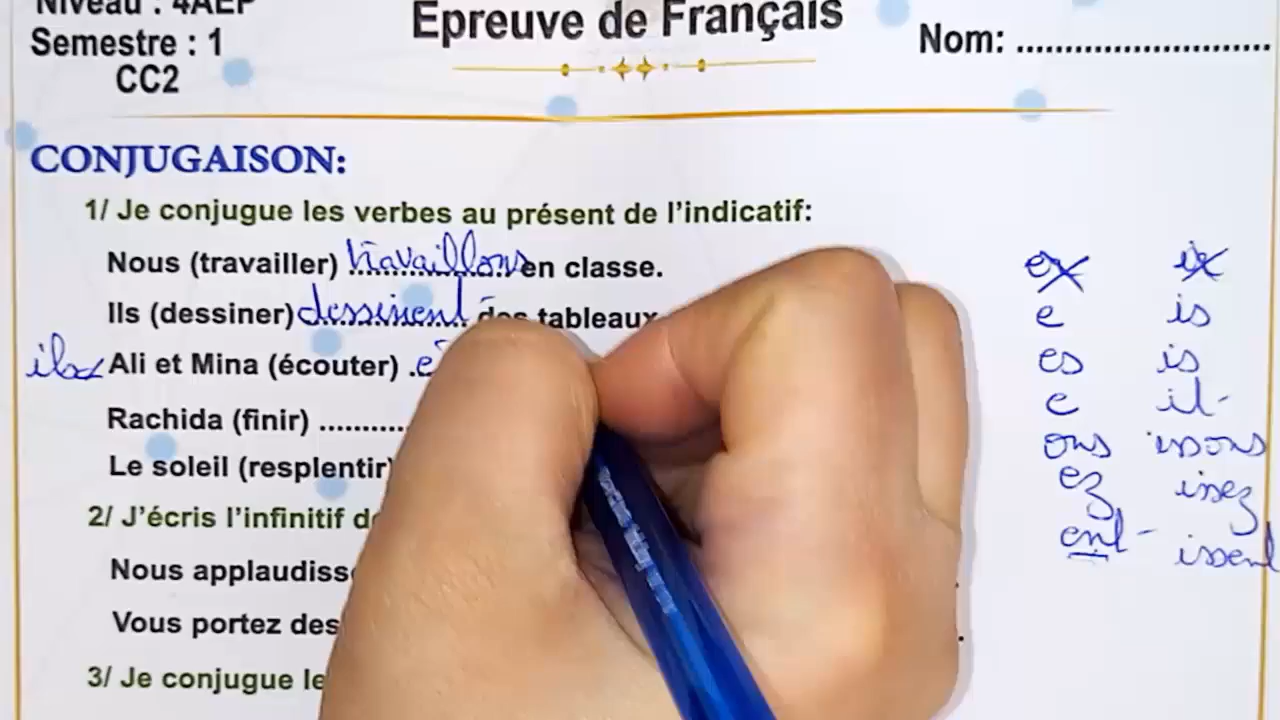 Niveau : 4AEP
Epreuve de Français
Semestre : 1
Nom: ..........................
CC2
CONJUGAISON:
1/ Je conjugue les verbes au présent de l'indicatif:
Nous (travailler) travaillons en classe.
Ils (dessiner) dessinent des tableaux
ils Ali et Mina (écouter) .é
Rachida (finir) .........
Le soleil (resplentir)
2/ J'écris l'infinitif d
Nous applaudiss
Vous portez des
3/ Je conjugue le
er ir
e is
es is
e it
ons issons
ez issez
ent issent